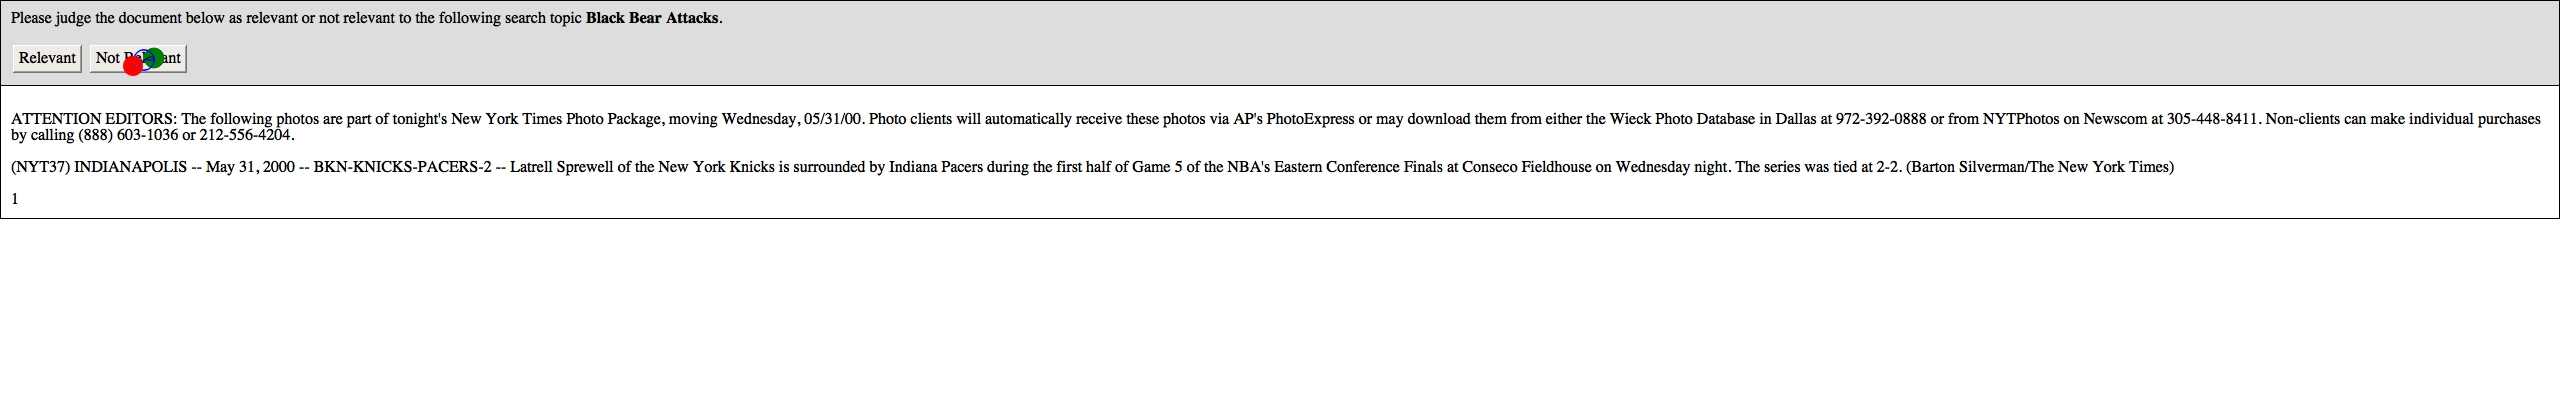 Please judge the document below as relevant or not relevant to the following search topic Black Bear Attacks.
Relevant Not
ATTENTION EDITORS: The following photos are part of tonight's New York Times Photo Package, moving Wednesday, 05/31/00. Photo clients will automatically receive these photos via AP's PhotoExpress or may download them from either the Wieck Photo Database in Dallas at 972-392-0888 or from NYTPhotos on Newscom at 305-448-8411. Non-clients can make individual purchases
by calling (888) 603-1036 or 212-556-4204.
(NYT37) INDIANAPOLIS -- May 31, 2000 -- BKN-KNICKS-PACERS-2 -- Latrell Sprewell of the New York Knicks is surrounded by Indiana Pacers during the first half of Game 5 of the NBA's Eastern Conference Finals at Conseco Fieldhouse on Wednesday night. The series was tied at 2-2. (Barton Silverman/The New York Times)
1